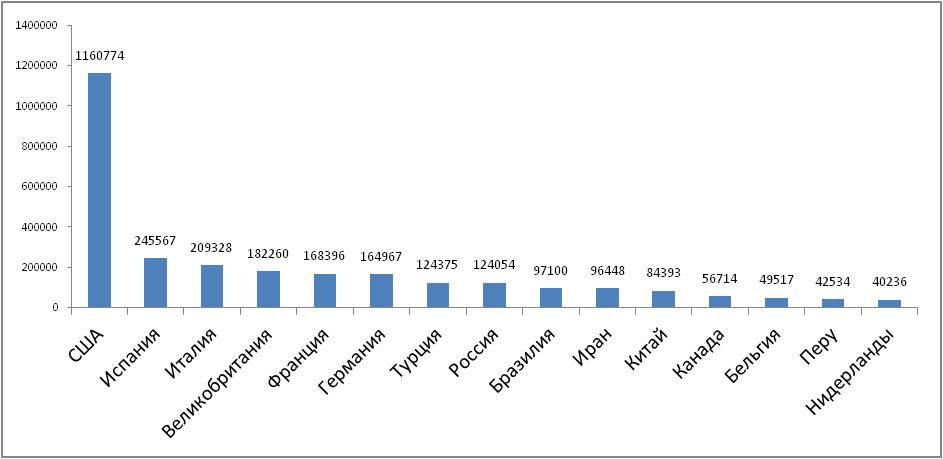 1400000
1200000
1000000
800000
600000
400000
200000
0
1160774
245567
209328
182260
168396
164967
124375
124054
97100
96448
84393
56714
49517
42534
40236
США
Испания
Италия
Великобритания
Франция
Германия
Турция
Россия
Бразилия
Иран
Китай
Канада
Бельгия
Перу
Нидерланды